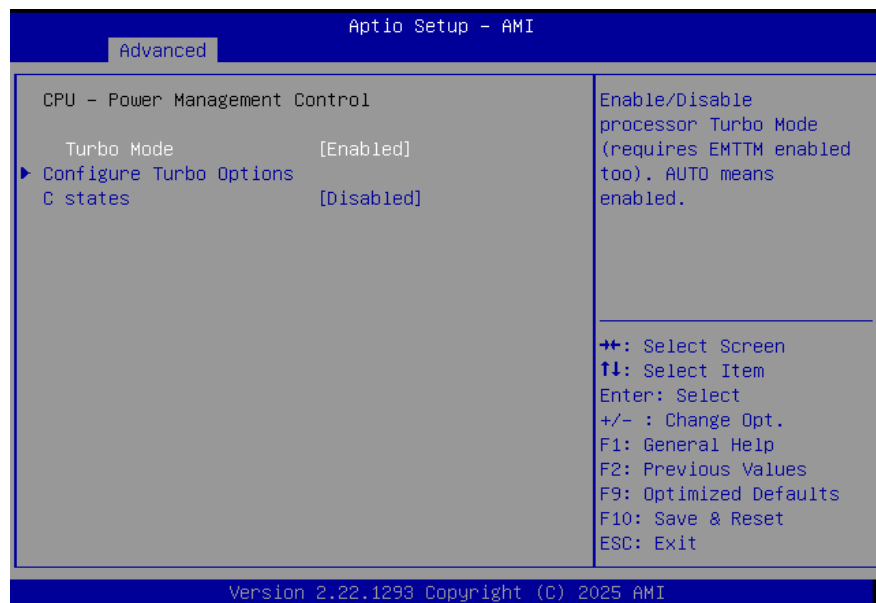 Aptio Setup – AMI
Advanced
CPU – Power Management Control
Turbo Mode [Enabled]
Configure Turbo Options
C states [Disabled]
Enable/Disable
processor Turbo Mode
(requires EMTTM enabled
too). AUTO means
enabled.
→←: Select Screen
↑↓: Select Item
Enter: Select
+/- : Change Opt.
F1: General Help
F2: Previous Values
F9: Optimized Defaults
F10: Save & Reset
ESC: Exit
Version 2.22.1293 Copyright (C) 2025 AMI